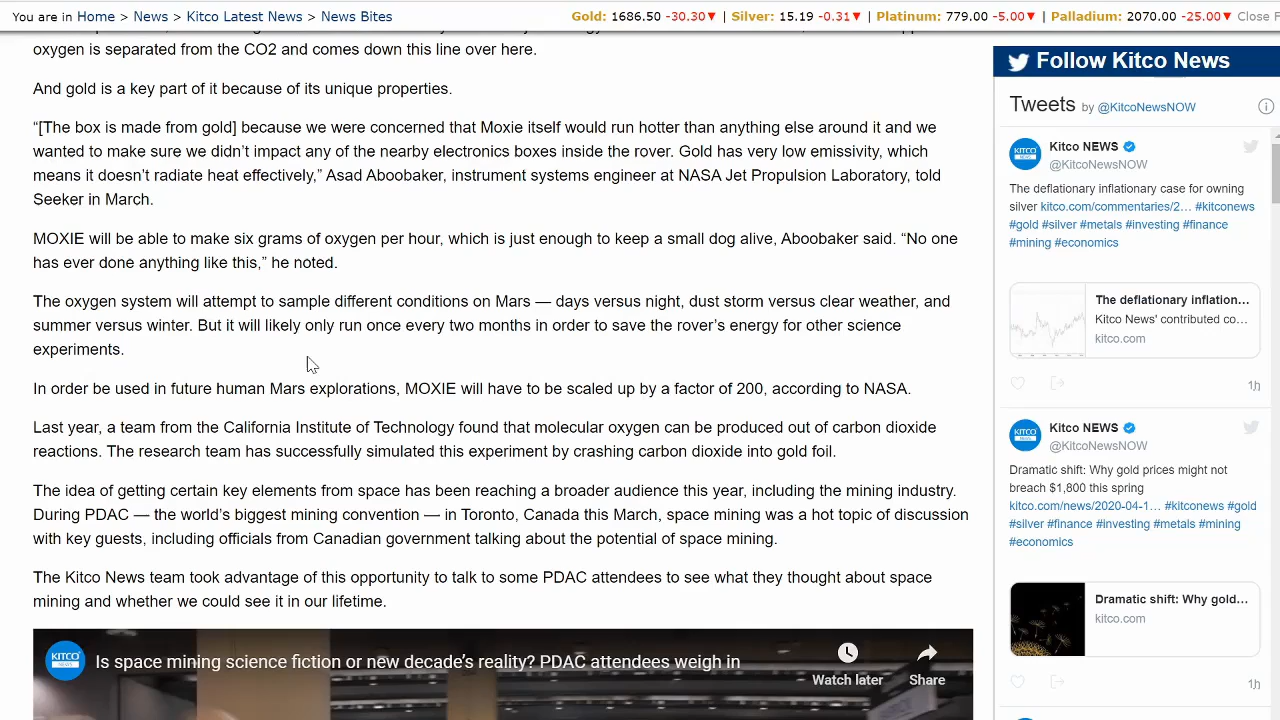 You are in Home > News > Kitco Latest News > News Bites
Gold: 1686.50 -30.30▼ | Silver: 15.19 -0.31▼ | Platinum: 779.00 -5.00▼ | Palladium: 2070.00 -25.00▼ Close F
oxygen is separated from the CO2 and comes down this line over here.
And gold is a key part of it because of its unique properties.
“[The box is made from gold] because we were concerned that Moxie itself would run hotter than anything else around it and we
wanted to make sure we didn’t impact any of the nearby electronics boxes inside the rover. Gold has very low emissivity, which
means it doesn’t radiate heat effectively,” Asad Aboobaker, instrument systems engineer at NASA Jet Propulsion Laboratory, told
Seeker in March.
MOXIE will be able to make six grams of oxygen per hour, which is just enough to keep a small dog alive, Aboobaker said. “No one
has ever done anything like this,” he noted.
The oxygen system will attempt to sample different conditions on Mars — days versus night, dust storm versus clear weather, and
summer versus winter. But it will likely only run once every two months in order to save the rover’s energy for other science
experiments.
In order be used in future human Mars explorations, MOXIE will have to be scaled up by a factor of 200, according to NASA.
Last year, a team from the California Institute of Technology found that molecular oxygen can be produced out of carbon dioxide
reactions. The research team has successfully simulated this experiment by crashing carbon dioxide into gold foil.
The idea of getting certain key elements from space has been reaching a broader audience this year, including the mining industry.
During PDAC — the world’s biggest mining convention — in Toronto, Canada this March, space mining was a hot topic of discussion
with key guests, including officials from Canadian government talking about the potential of space mining.
The Kitco News team took advantage of this opportunity to talk to some PDAC attendees to see what they thought about space
mining and whether we could see it in our lifetime.
KITCO NEWS
Is space mining science fiction or new decade’s reality? PDAC attendees weigh in
Watch later
Share
Follow Kitco News
Tweets by @KitcoNewsNOW
KITCO NEWS
Kitco NEWS
@KitcoNewsNOW
The deflationary inflationary case for owning
silver kitco.com/commentaries/2… #kitconews
#gold #silver #metals #investing #finance
#mining #economics
The deflationary inflation...
Kitco News' contributed co…
kitco.com
1h
KITCO NEWS
Kitco NEWS
@KitcoNewsNOW
Dramatic shift: Why gold prices might not
breach $1,800 this spring
kitco.com/news/2020-04-1… #kitconews #gold
#silver #finance #investing #metals #mining
#economics
Dramatic shift: Why gold...
kitco.com
1h